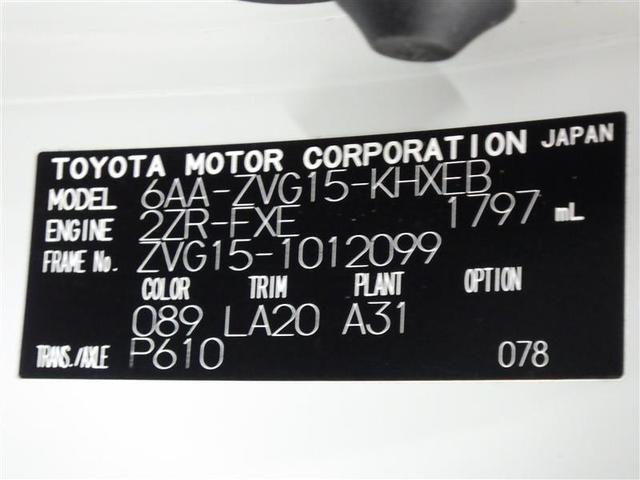 TOYOTA MOTOR CORPORATION JAPAN
MODEL 6AA-ZVG15-KHXEB
ENGINE 2ZR-FXE 1797 mL
FRAME No. ZVG15-1012099
COLOR TRIM PLANT OPTION
089 LA20 A31
TRANS./AXLE P610 078